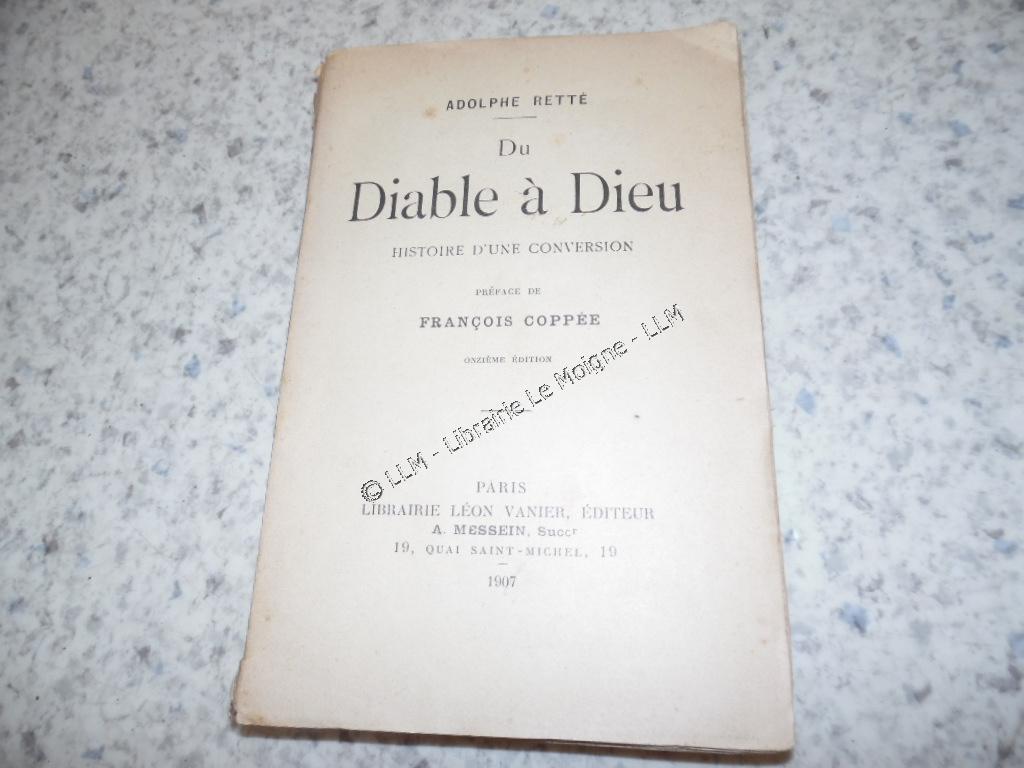 ADOLPHE RETTÉ
Du
Diable à Dieu
HISTOIRE D'UNE CONVERSION
PRÉFACE DE
FRANÇOIS COPPÉE
ONZIÈME ÉDITION
© LLM - Librairie Le Moigne - LLM
PARIS
LIBRAIRIE LÉON VANIER, ÉDITEUR
A. MESSEIN, Succr
19, QUAI SAINT-MICHEL, 19
1907